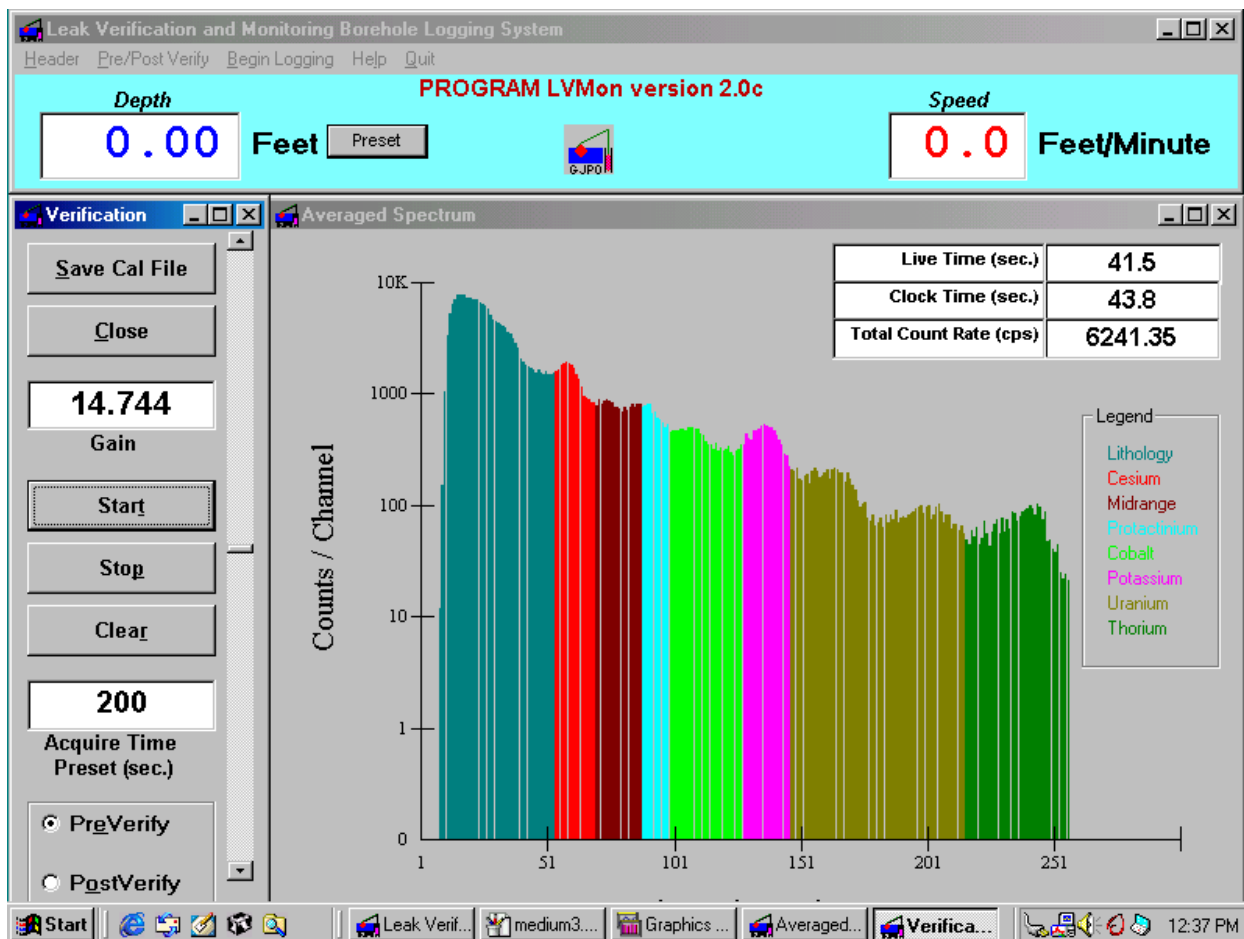 Leak Verification and Monitoring Borehole Logging System
Header Pre/Post Verify Begin Logging Help Quit
PROGRAM LVMon version 2.0c
Depth
0.00
Feet
Preset
GJPO
Speed
0.0
Feet/Minute
Verification
Save Cal File
Close
14.744
Gain
Start
Stop
Clear
200
Acquire Time
Preset (sec.)
PreVerify
PostVerify
Averaged Spectrum
Live Time (sec.) 41.5
Clock Time (sec.) 43.8
Total Count Rate (cps) 6241.35
Counts / Channel
10K
1000
100
10
1
0
1 51 101 151 201 251
Legend
Lithology
Cesium
Midrange
Protactinium
Cobalt
Potassium
Uranium
Thorium
Start Leak Verif... medium3.... Graphics ... Averaged... Verifica... 12:37 PM